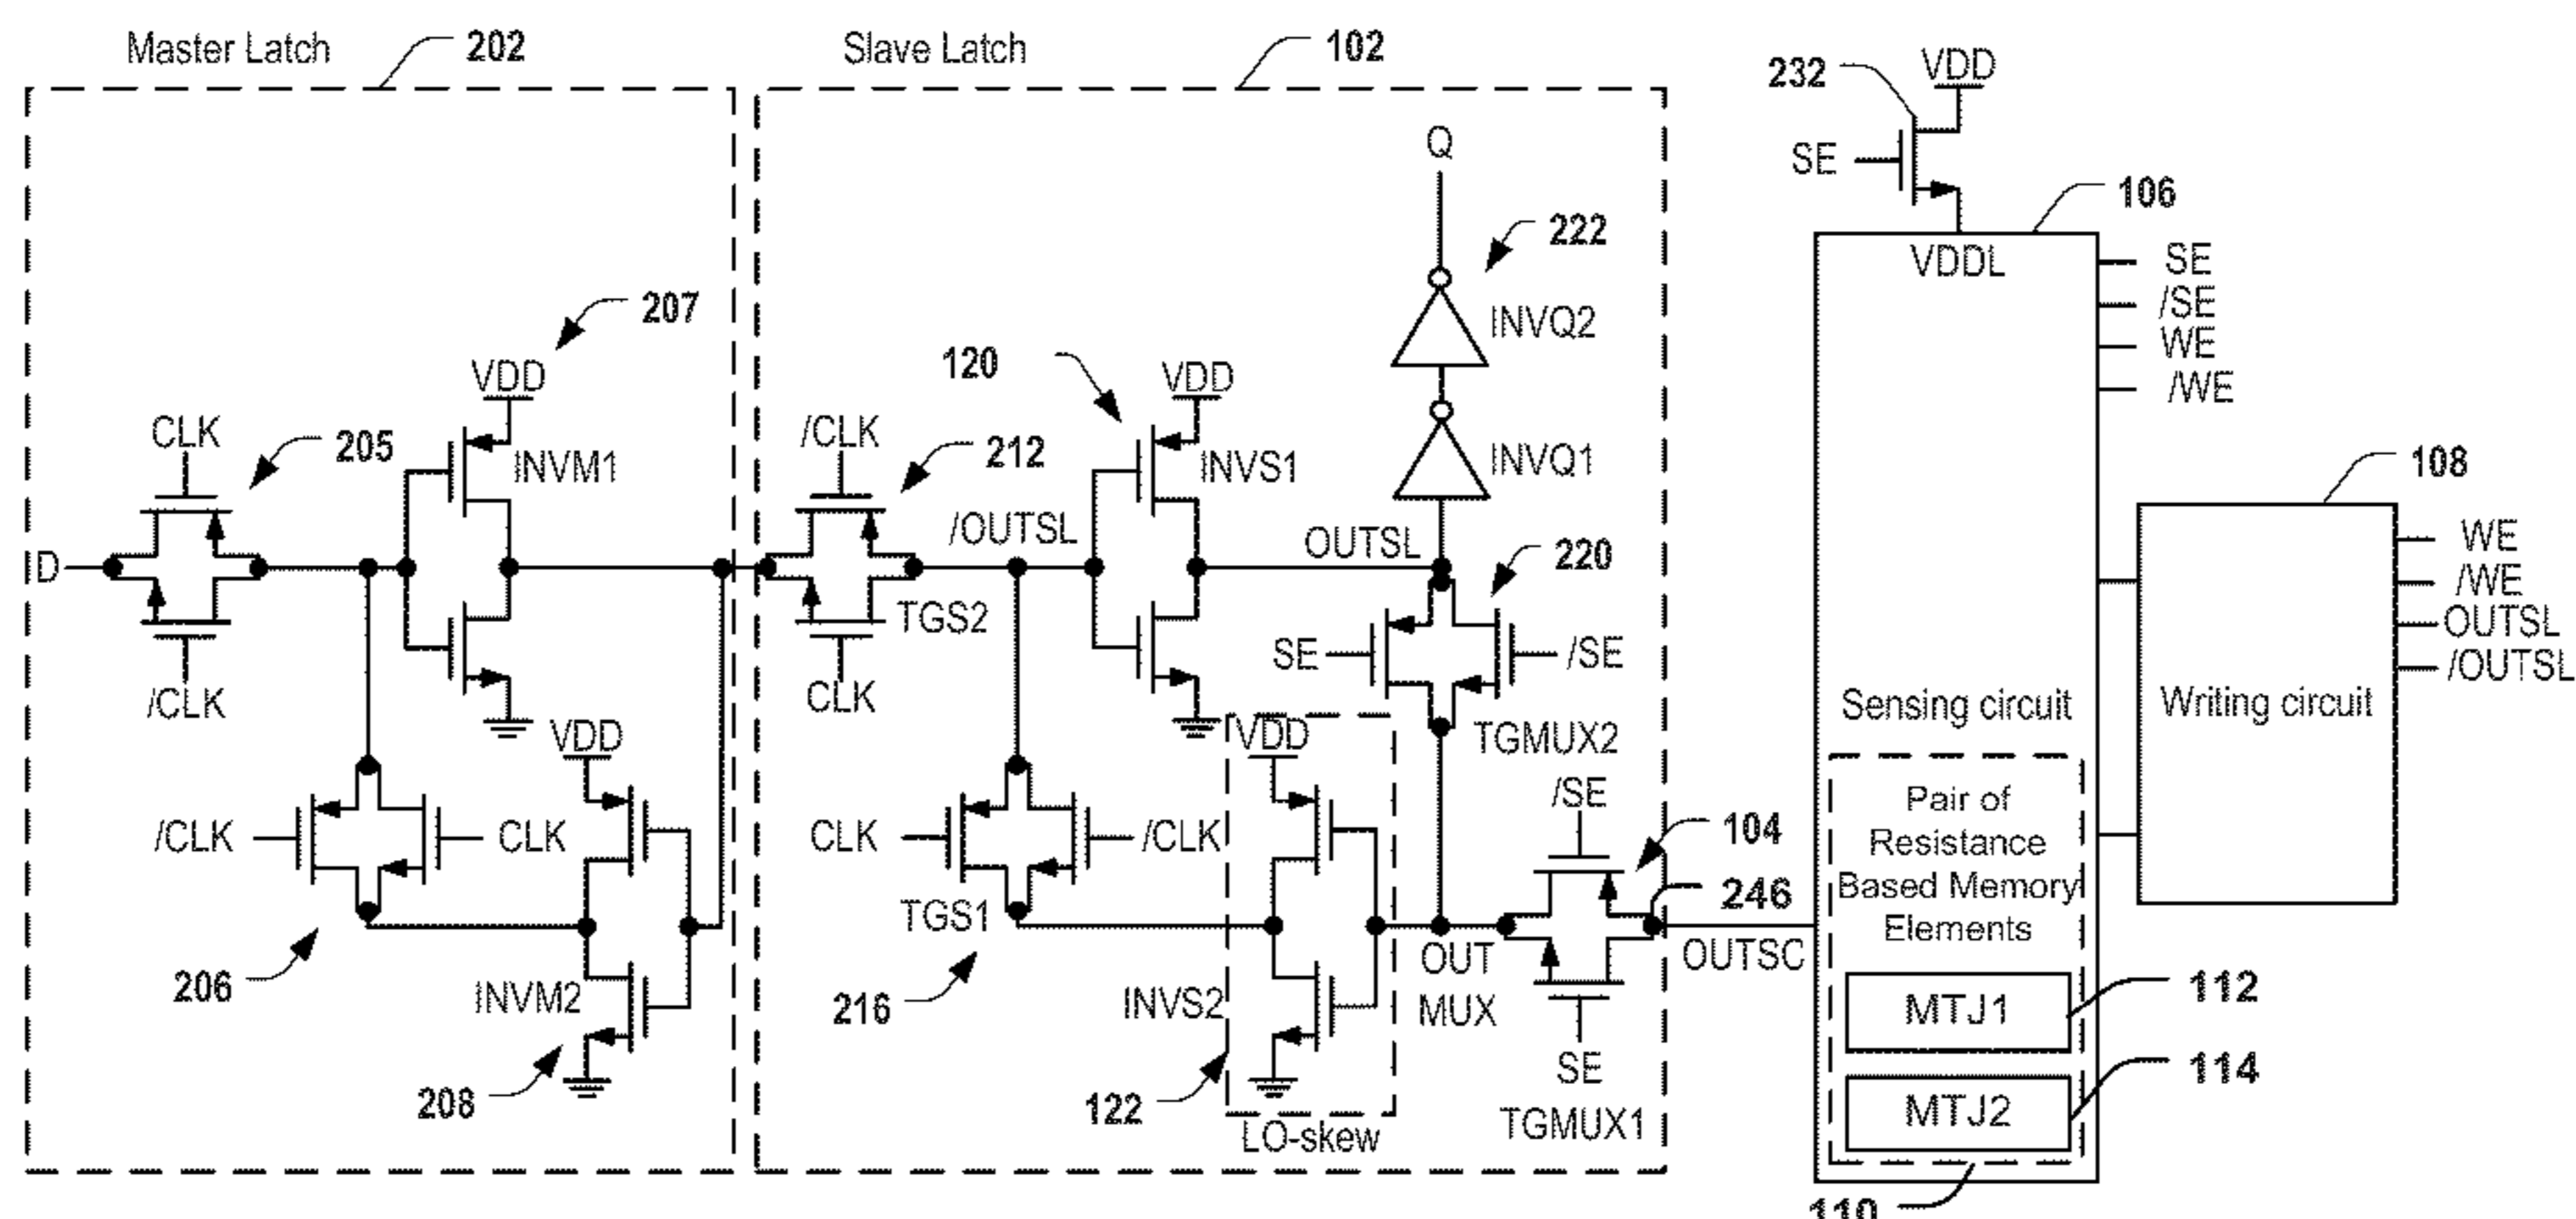 Master Latch
202
Slave Latch
102
232
VDD
SE
106
Q
222
VDDL
SE
/SE
WE
/WE
207
INVQ2
120
VDD
VDD
CLK
205
INVM1
/CLK
212
INVS1
INVQ1
108
/OUTSL
OUTSL
220
WE
/WE
OUTSL
/OUTSL
D
TGS2
SE
/SE
/CLK
CLK
Sensing circuit
Writing circuit
VDD
VDD
TGMUX2
/SE
Pair of
Resistance
Based Memory
Elements
/CLK
CLK
CLK
/CLK
104
246
TGS1
OUT
MUX
OUTSC
206
INVM2
216
INVS2
MTJ1
112
SE
208
122
LO-skew
TGMUX1
MTJ2
114
110